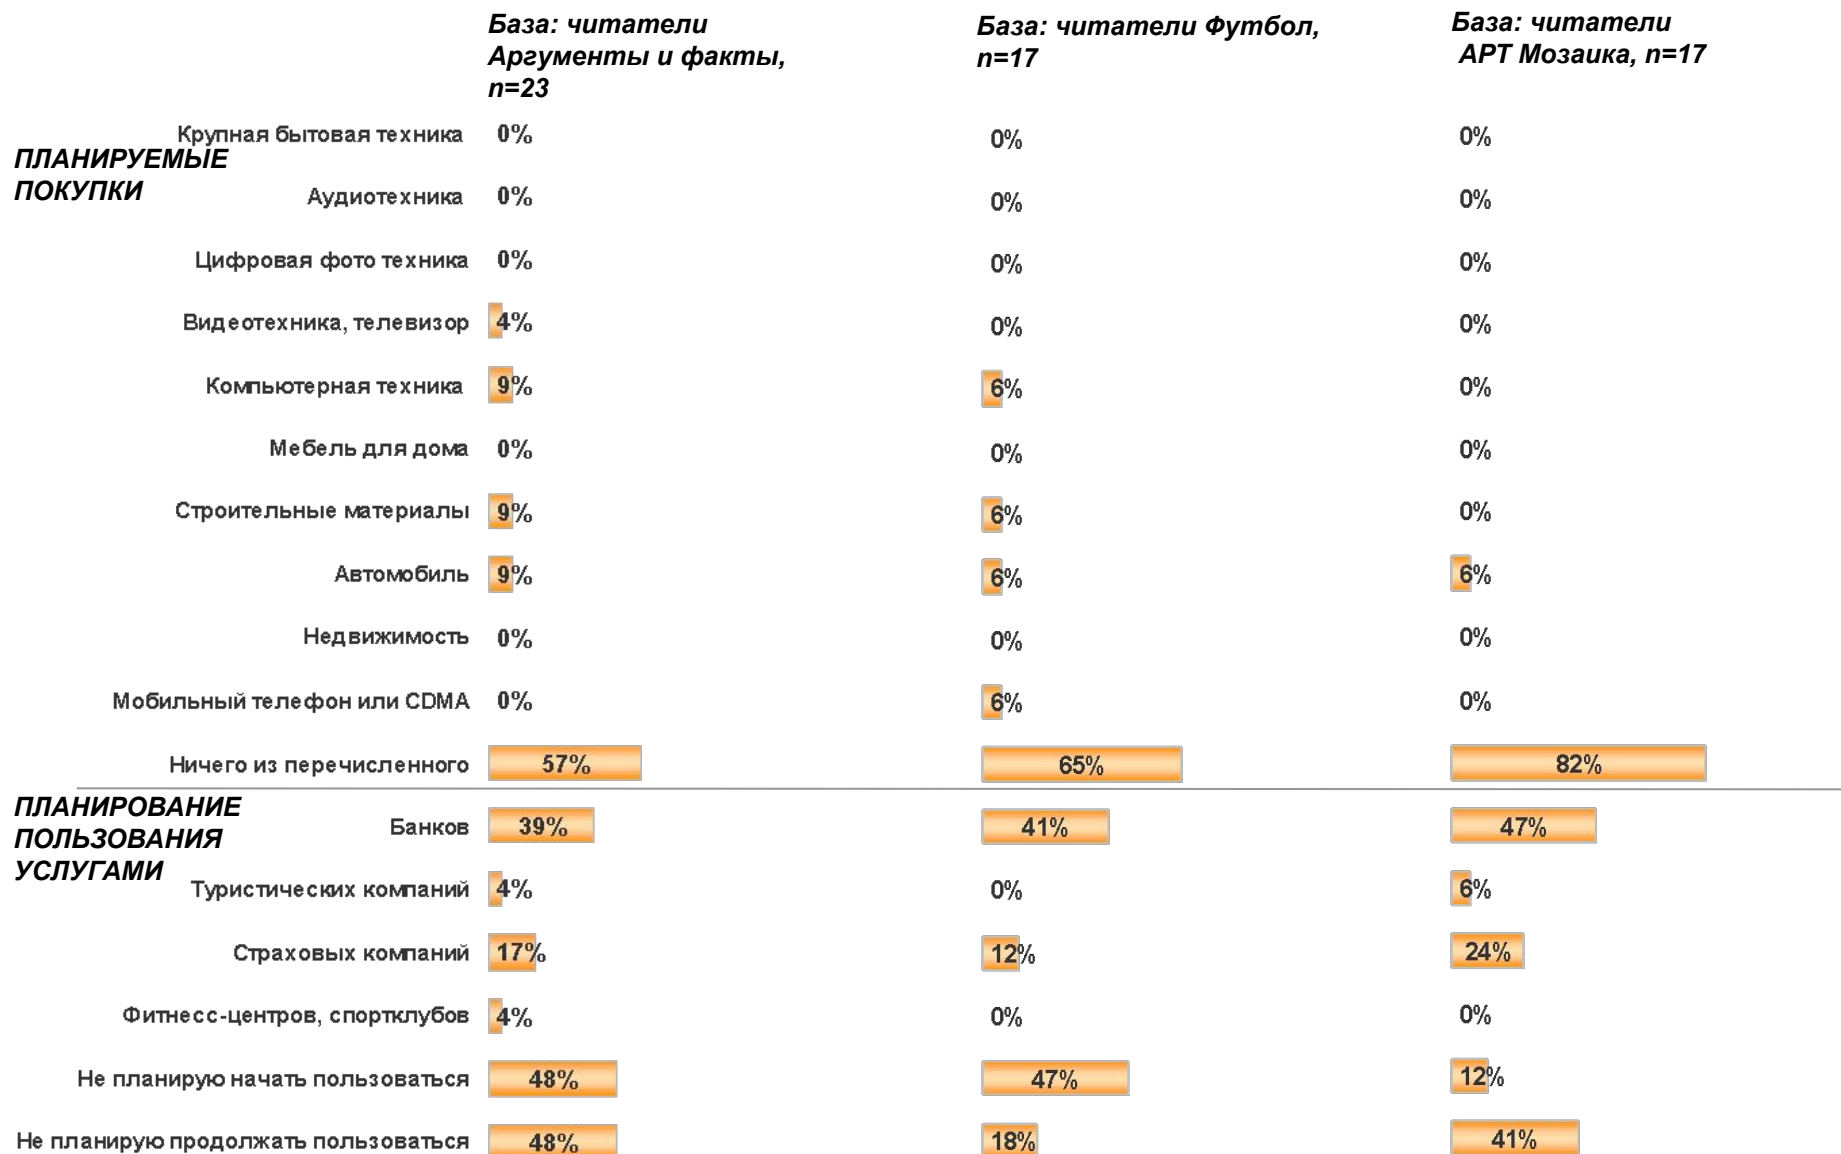 База: читатели
Аргументы и факты,
n=23
База: читатели Футбол,
n=17
База: читатели
АРТ Мозаика, n=17
ПЛАНИРУЕМЫЕ
ПОКУПКИ
Крупная бытовая техника 0% 0% 0%
Аудиотехника 0% 0% 0%
Цифровая фото техника 0% 0% 0%
Видеотехника, телевизор 4% 0% 0%
Компьютерная техника 9% 6% 0%
Мебель для дома 0% 0% 0%
Строительные материалы 9% 6% 0%
Автомобиль 9% 6% 6%
Недвижимость 0% 0% 0%
Мобильный телефон или CDMA 0% 6% 0%
Ничего из перечисленного 57% 65% 82%
ПЛАНИРОВАНИЕ
ПОЛЬЗОВАНИЯ
УСЛУГАМИ
Банков 39% 41% 47%
Туристических компаний 4% 0% 6%
Страховых компаний 17% 12% 24%
Фитнесс-центров, спортклубов 4% 0% 0%
Не планирую начать пользоваться 48% 47% 12%
Не планирую продолжать пользоваться 48% 18% 41%